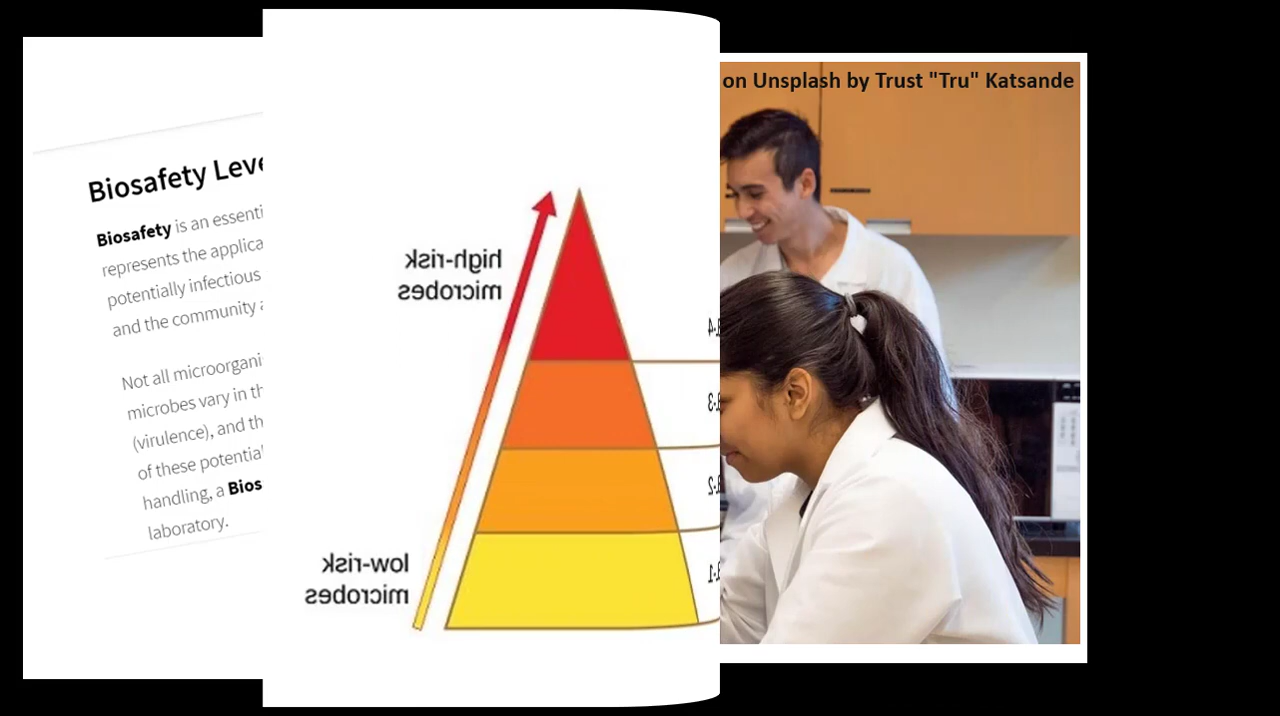 Biosafety Leve
Biosafety is an essenti
represents the applica
potentially infectious
and the community a
Not all microorgani
microbes vary in th
(virulence), and th
of these potential
handling, a Bios
laboratory.
high-risk
microbes
low-risk
microbes
on Unsplash by Trust "Tru" Katsande